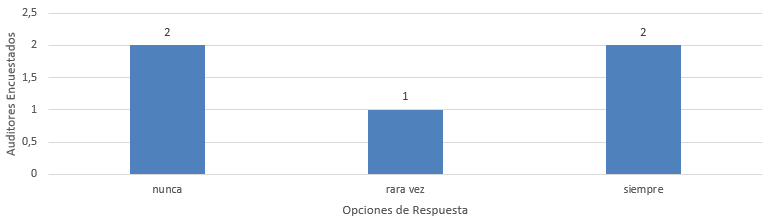 Auditores Encuestados
2,5
2
1,5
1
0,5
0
2
1
2
nunca
rara vez
siempre
Opciones de Respuesta